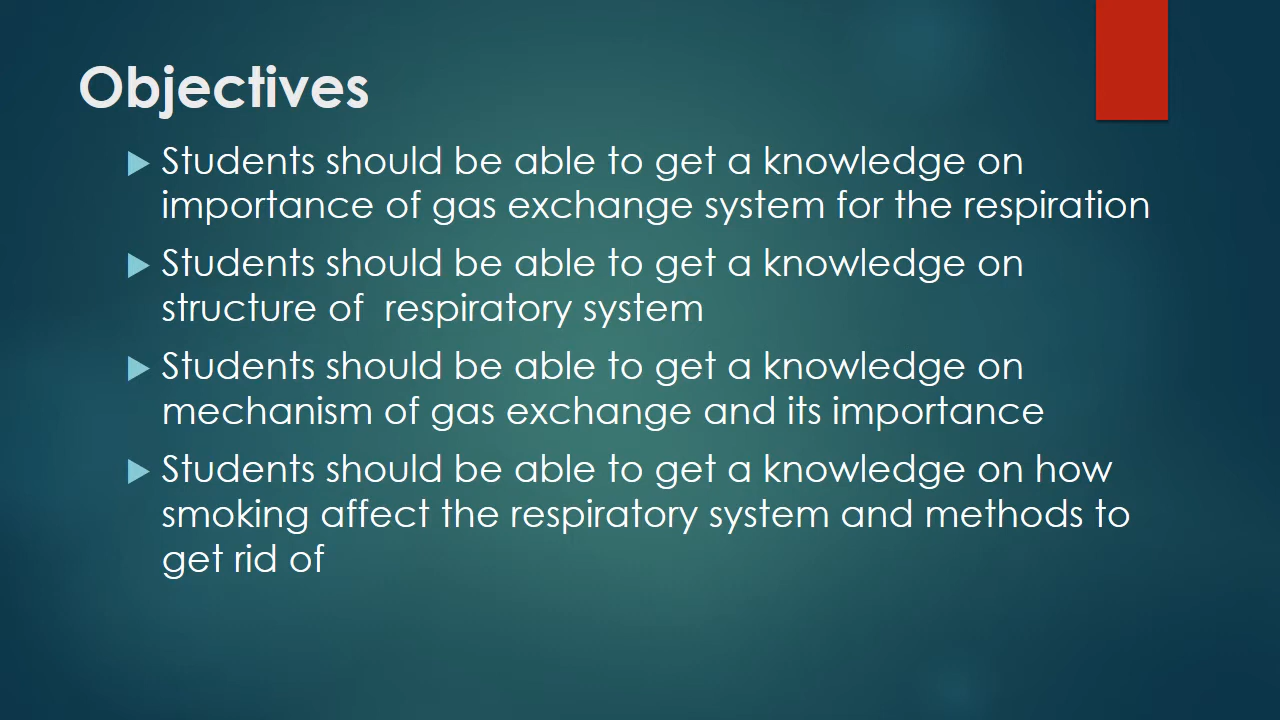 Objectives
Students should be able to get a knowledge on
importance of gas exchange system for the respiration
Students should be able to get a knowledge on
structure of  respiratory system
Students should be able to get a knowledge on
mechanism of gas exchange and its importance
Students should be able to get a knowledge on how
smoking affect the respiratory system and methods to
get rid of